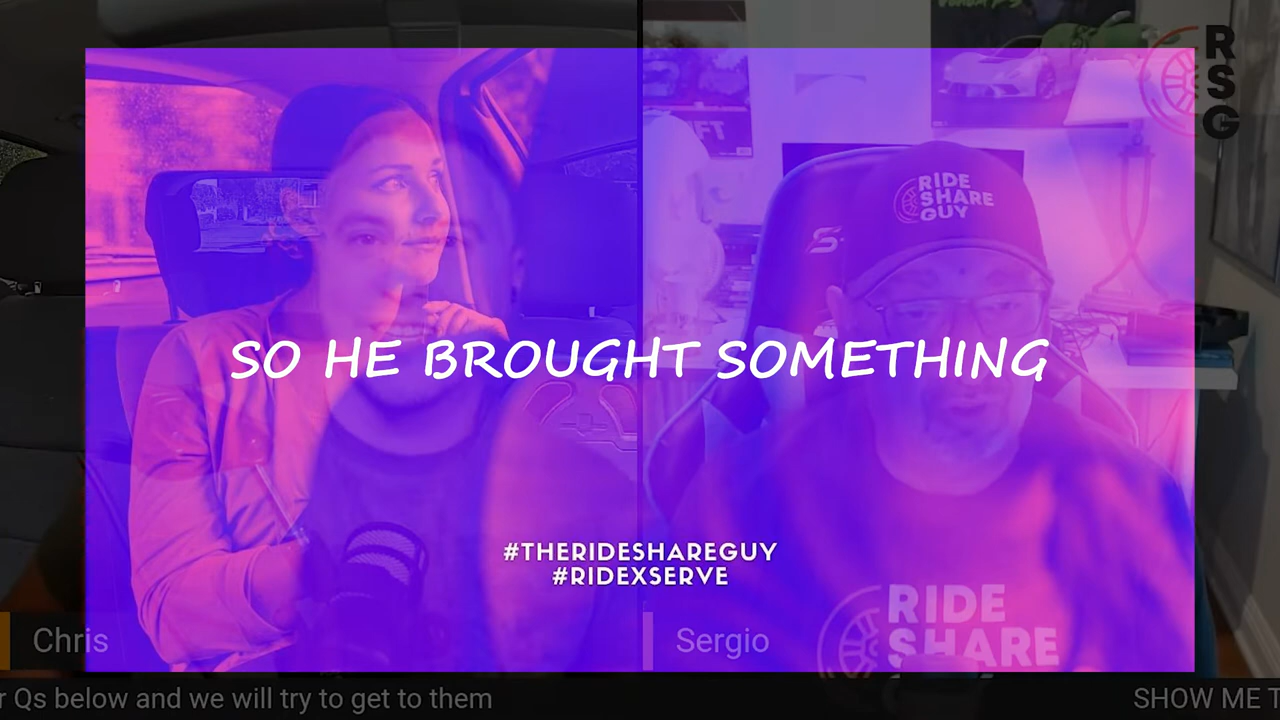 R
S
G
FT
RIDE
SHARE
GUY
S
SO HE BROUGHT SOMETHING
#THERIDESHAREGUY
#RIDEXSERVE
RIDE
SHARE
Chris
Sergio
r Qs below and we will try to get to them
SHOW ME T